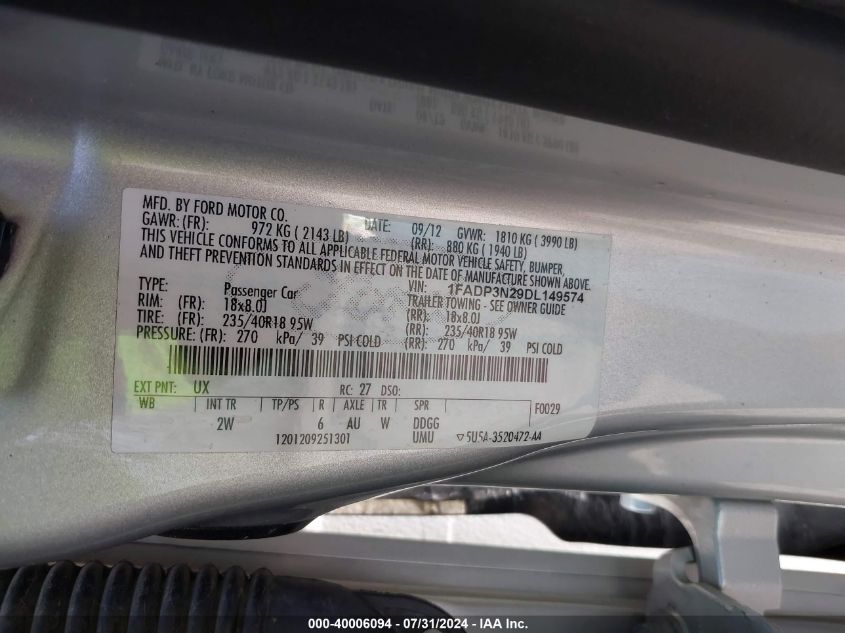 MFD. BY FORD MOTOR CO.
DATE: 09/12 GVWR: 1810 KG ( 3990 LB)
GAWR: (FR): 972 KG ( 2143 LB) (RR): 880 KG ( 1940 LB)
THIS VEHICLE CONFORMS TO ALL APPLICABLE FEDERAL MOTOR VEHICLE SAFETY, BUMPER,
AND THEFT PREVENTION STANDARDS IN EFFECT ON THE DATE OF MANUFACTURE SHOWN ABOVE.
VIN: 1FADP3N29DL149574
TYPE: Passenger Car TRAILER TOWING - SEE OWNER GUIDE
RIM: (FR) 18x8.0J (RR): 18x8.0J
TIRE: (FR) 235/40R18 95W (RR) 235/40R18 95W
PRESSURE: (FR) 270 kPa/ 39 PSI COLD (RR) 270 kPa/ 39 PSI COLD
EXT PNT: UX RC: 27 DSO:
WB INT TR TP/PS R AXLE TR SPR F0029
2W 6 AU W DDGG
1201209251301 UMU ▽5U5A-3520472-AA
000-40006094 - 07/31/2024 - IAA Inc.